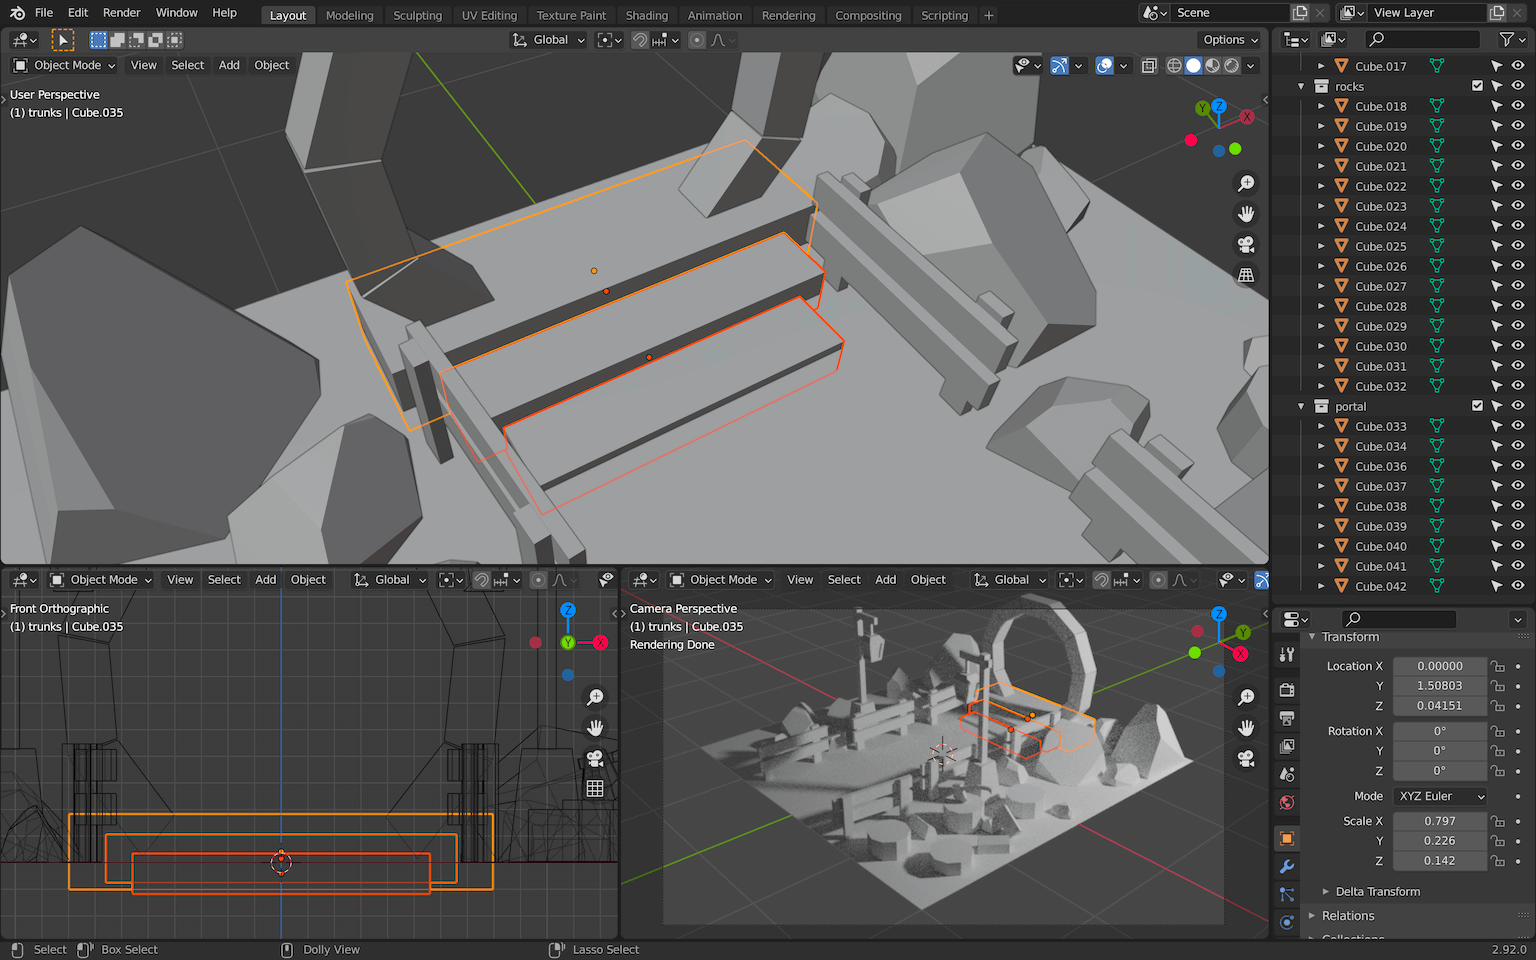 File Edit Render Window Help Layout Modeling Sculpting UV Editing Texture Paint Shading Animation Rendering Compositing Scripting + Scene View Layer
Global Options
Object Mode View Select Add Object
User Perspective
(1) trunks | Cube.035
Z
Y
X
Cube.017
rocks
Cube.018
Cube.019
Cube.020
Cube.021
Cube.022
Cube.023
Cube.024
Cube.025
Cube.026
Cube.027
Cube.028
Cube.029
Cube.030
Cube.031
Cube.032
portal
Cube.033
Cube.034
Cube.036
Cube.037
Cube.038
Cube.039
Cube.040
Cube.041
Cube.042
Object Mode View Select Add Object Global
Front Orthographic
(1) trunks | Cube.035
Z
Y
X
Object Mode View Select Add Object Global
Camera Perspective
(1) trunks | Cube.035
Rendering Done
Z
Y
X
Transform
Location X 0.00000
Y 1.50803
Z 0.04151
Rotation X 0°
Y 0°
Z 0°
Mode XYZ Euler
Scale X 0.797
Y 0.226
Z 0.142
Delta Transform
Relations
Select Box Select Dolly View Lasso Select 2.92.0